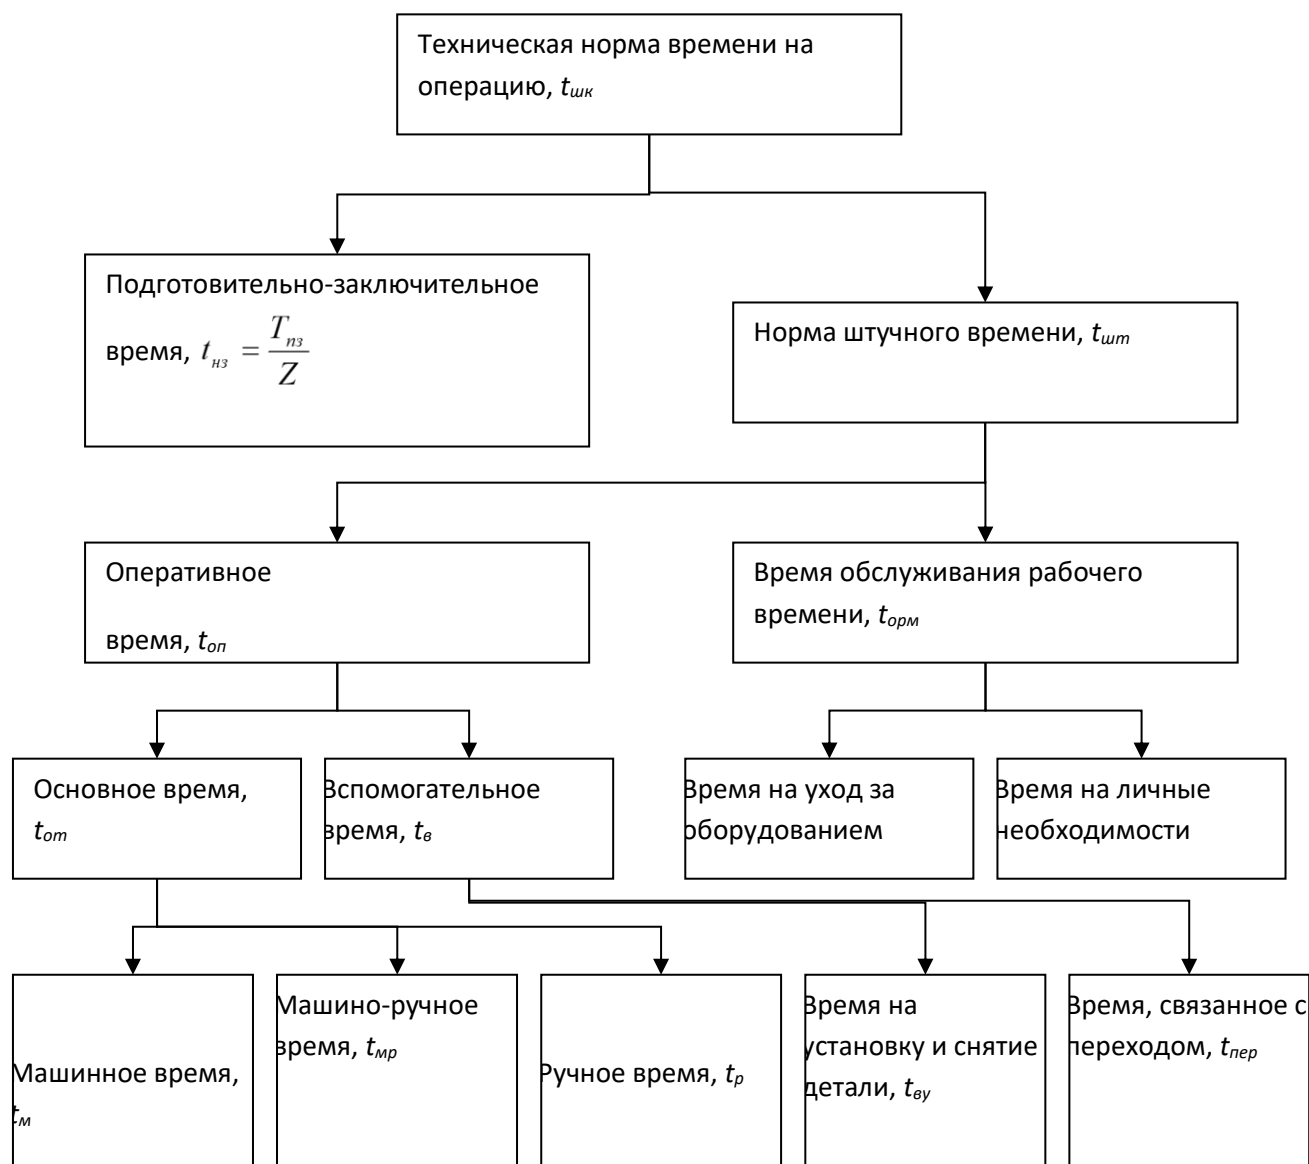 Техническая норма времени на
операцию, tшк
Подготовительно-заключительное
время, tнз = Tпз / Z
Норма штучного времени, tшт
Оперативное
время, tоп
Время обслуживания рабочего
времени, tорм
Основное время,
tот
Вспомогательное
время, tв
Время на уход за
оборудованием
Время на личные
необходимости
Машинное время,
tм
Машино-ручное
время, tмр
Ручное время, tр
Время на
установку и снятие
детали, tву
Время, связанное с
переходом, tпер